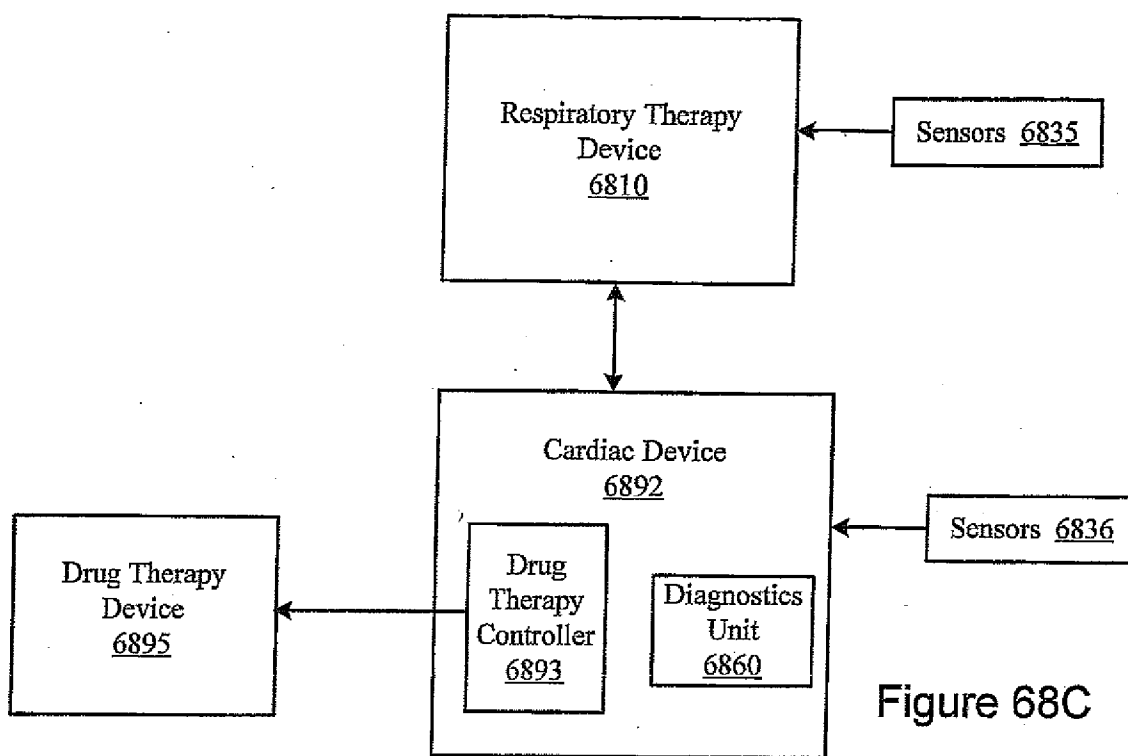 Respiratory Therapy
Device
6810
Sensors 6835
Cardiac Device
6892
Sensors 6836
Drug Therapy
Device
6895
Drug
Therapy
Controller
6893
Diagnostics
Unit
6860
Figure 68C